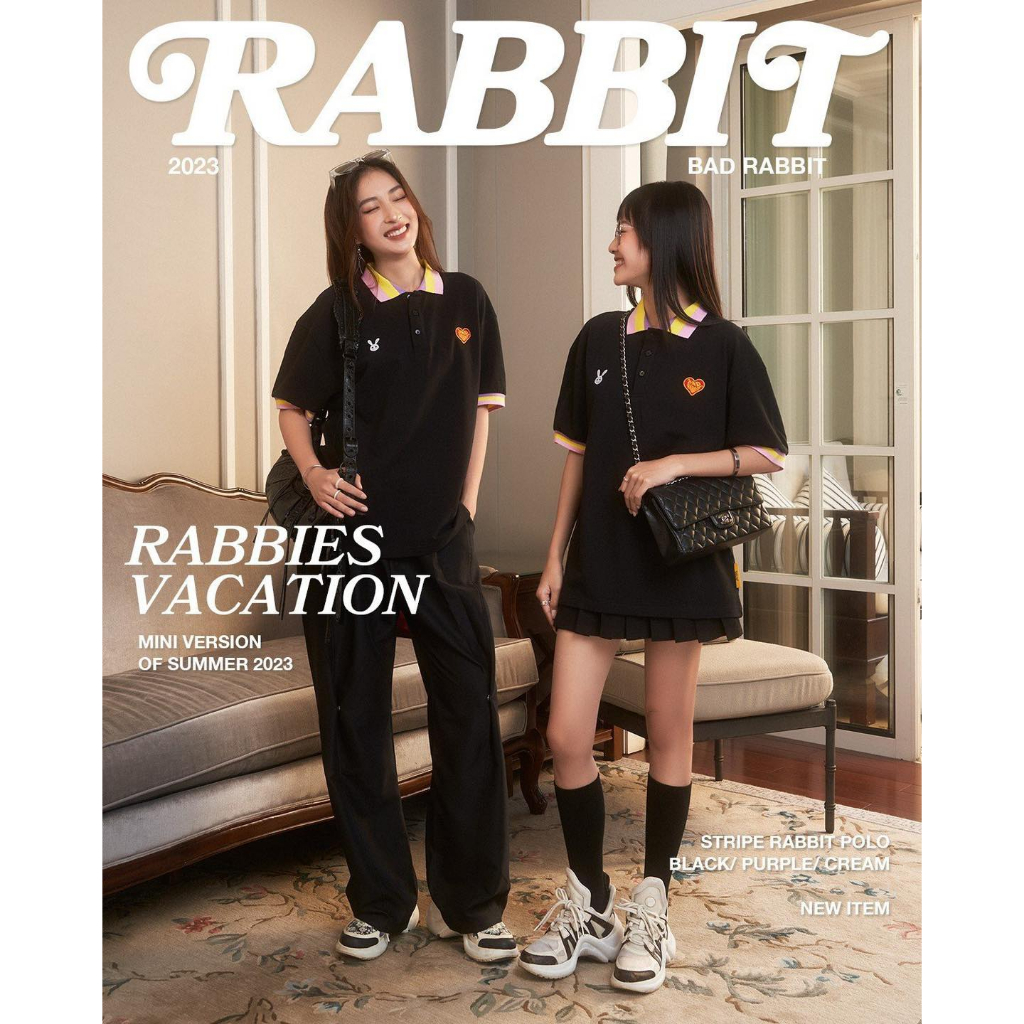 RABBIT
2023
BAD RABBIT
RABBIES
VACATION
MINI VERSION
OF SUMMER 2023
STRIPE RABBIT POLO
BLACK/ PURPLE/ CREAM
NEW ITEM